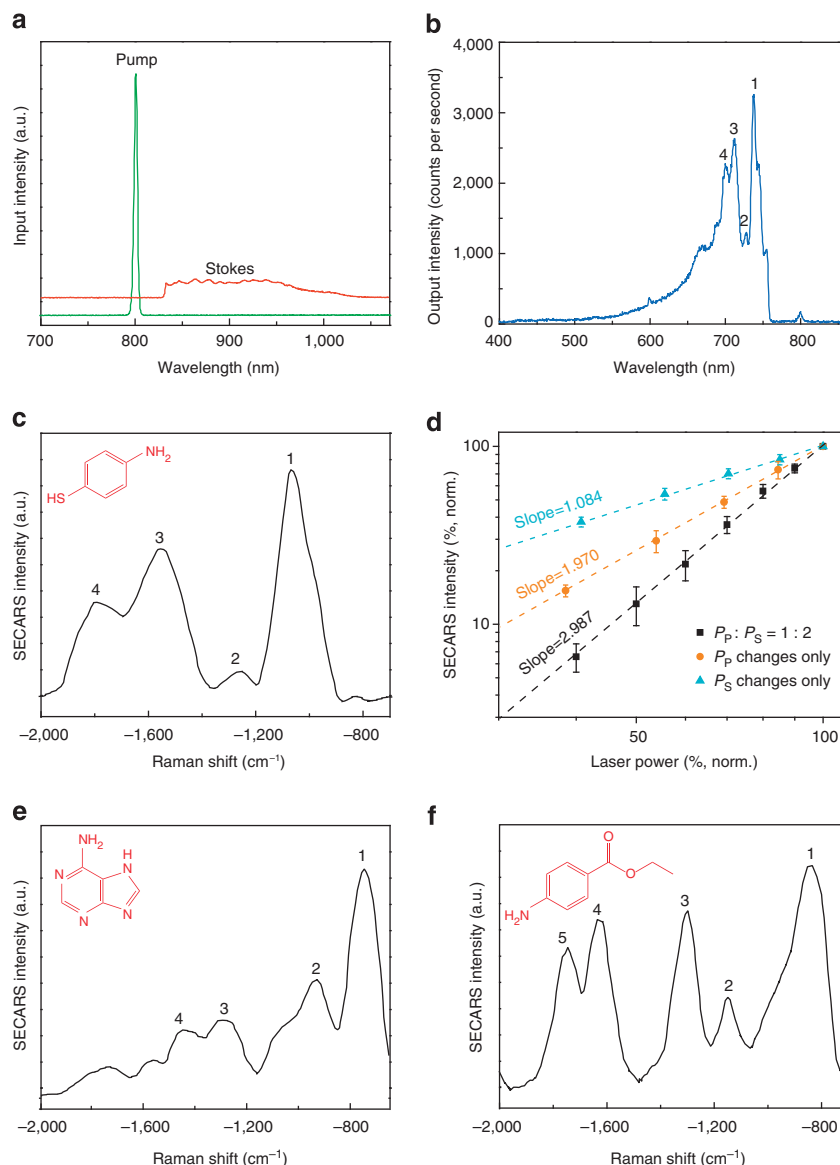 a
Pump
Stokes
Input intensity (a.u.)
700 800 900 1,000
Wavelength (nm)
b
4,000
3,000
2,000
1,000
0
1
3
4
2
Output intensity (counts per second)
400 500 600 700 800
Wavelength (nm)
c
NH2
HS
1
3
4
2
SECARS intensity (a.u.)
–2,000 –1,600 –1,200 –800
Raman shift (cm–1)
d
100
10
SECARS intensity (%, norm.)
Slope=1.084
Slope=1.970
Slope=2.987
PP : PS = 1 : 2
PP changes only
PS changes only
50 100
Laser power (%, norm.)
e
NH2
H
N
N
N
N
1
2
3
4
SECARS intensity (a.u.)
–2,000 –1,600 –1,200 –800
Raman shift (cm–1)
f
O
O
H2N
1
3
4
5
2
SECARS intensity (a.u.)
–2,000 –1,600 –1,200 –800
Raman shift (cm–1)